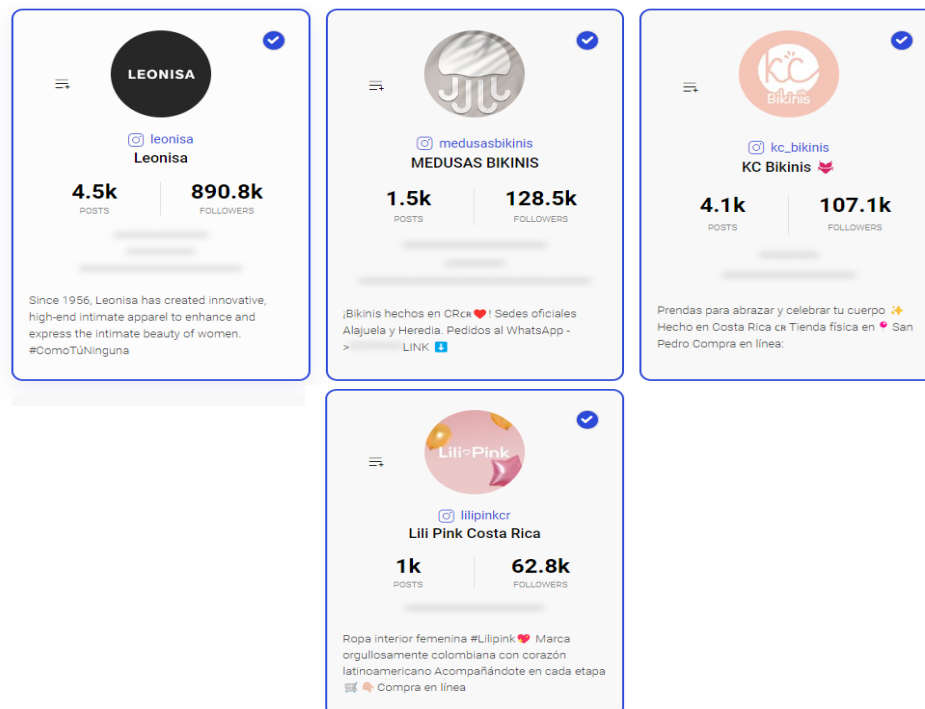 LEONISA
leonisa
Leonisa
4.5k
890.8k
POSTS
FOLLOWERS
Since 1956, Leonisa has created innovative,
high-end intimate apparel to enhance and
express the intimate beauty of women.
#ComoTúNinguna
medusasbikinis
MEDUSAS BIKINIS
1.5k
128.5k
POSTS
FOLLOWERS
¡Bikinis hechos en CRCR❤️! Sedes oficiales
Alajuela y Heredia. Pedidos al WhatsApp -
> LINK ⬇️
KC
Bikinis
kc_bikinis
KC Bikinis 👙
4.1k
107.1k
POSTS
FOLLOWERS
Prendas para abrazar y celebrar tu cuerpo ✨
Hecho en Costa Rica CR Tienda física en 📍 San
Pedro Compra en línea:
Lili Pink
lilipinkcr
Lili Pink Costa Rica
1k
62.8k
POSTS
FOLLOWERS
Ropa interior femenina #Lilipink💖 Marca
orgullosamente colombiana con corazón
latinoamericano Acompañándote en cada etapa
🛒 👇🏼 Compra en línea